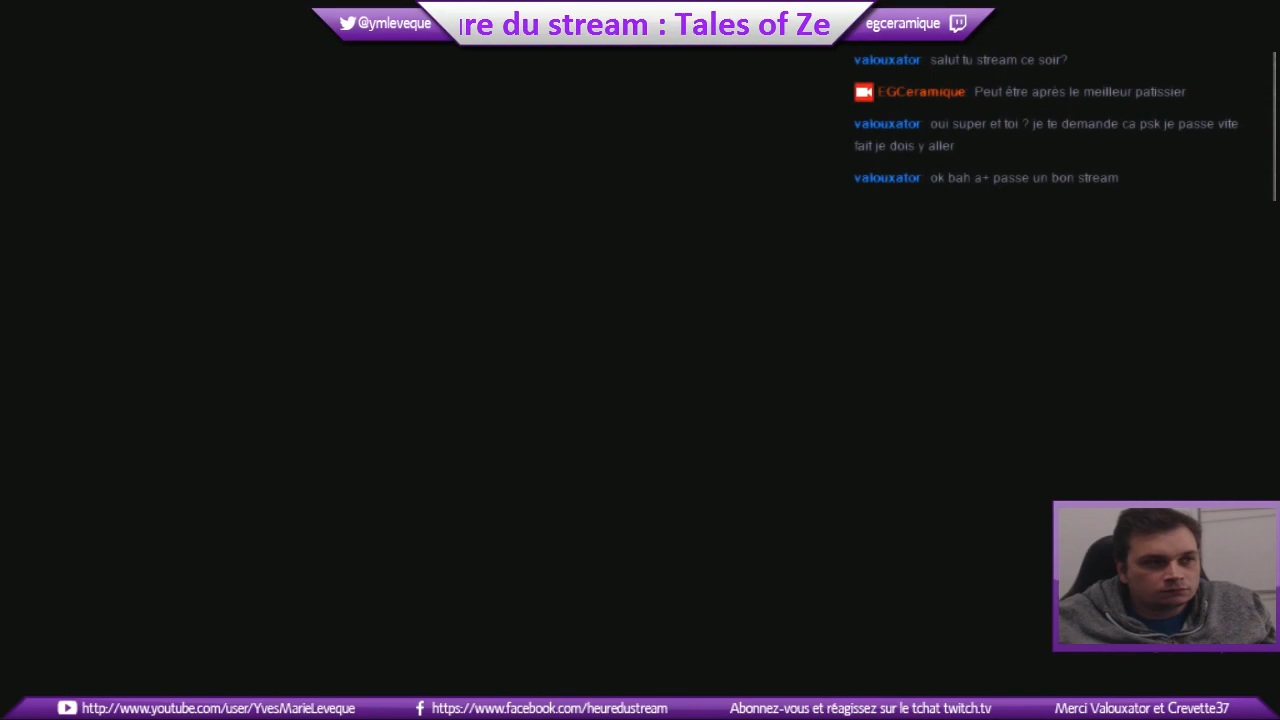 @ymleveque
re du stream : Tales of Ze
egceramique
valouxator salut tu stream ce soir?
EGCeramique Peut être après le meilleur patissier
valouxator oui super et toi ? je te demande ca psk je passe vite
fait je dois y aller
valouxator ok bah a+ passe un bon stream
http://www.youtube.com/user/YvesMarieLeveque
https://www.facebook.com/heuredustream
Abonnez-vous et réagissez sur le tchat twitch.tv
Merci Valouxator et Crevette37